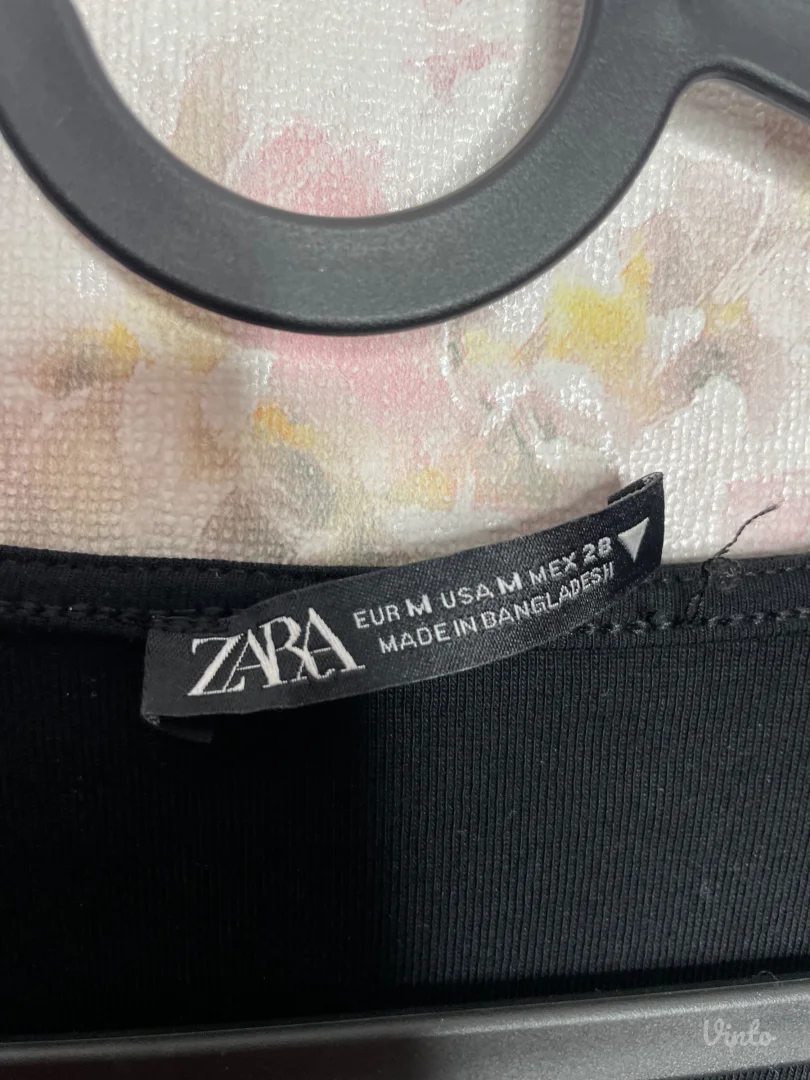 ZARA
EUR M USA M MEX 28
MADE IN BANGLADESH
Vinto